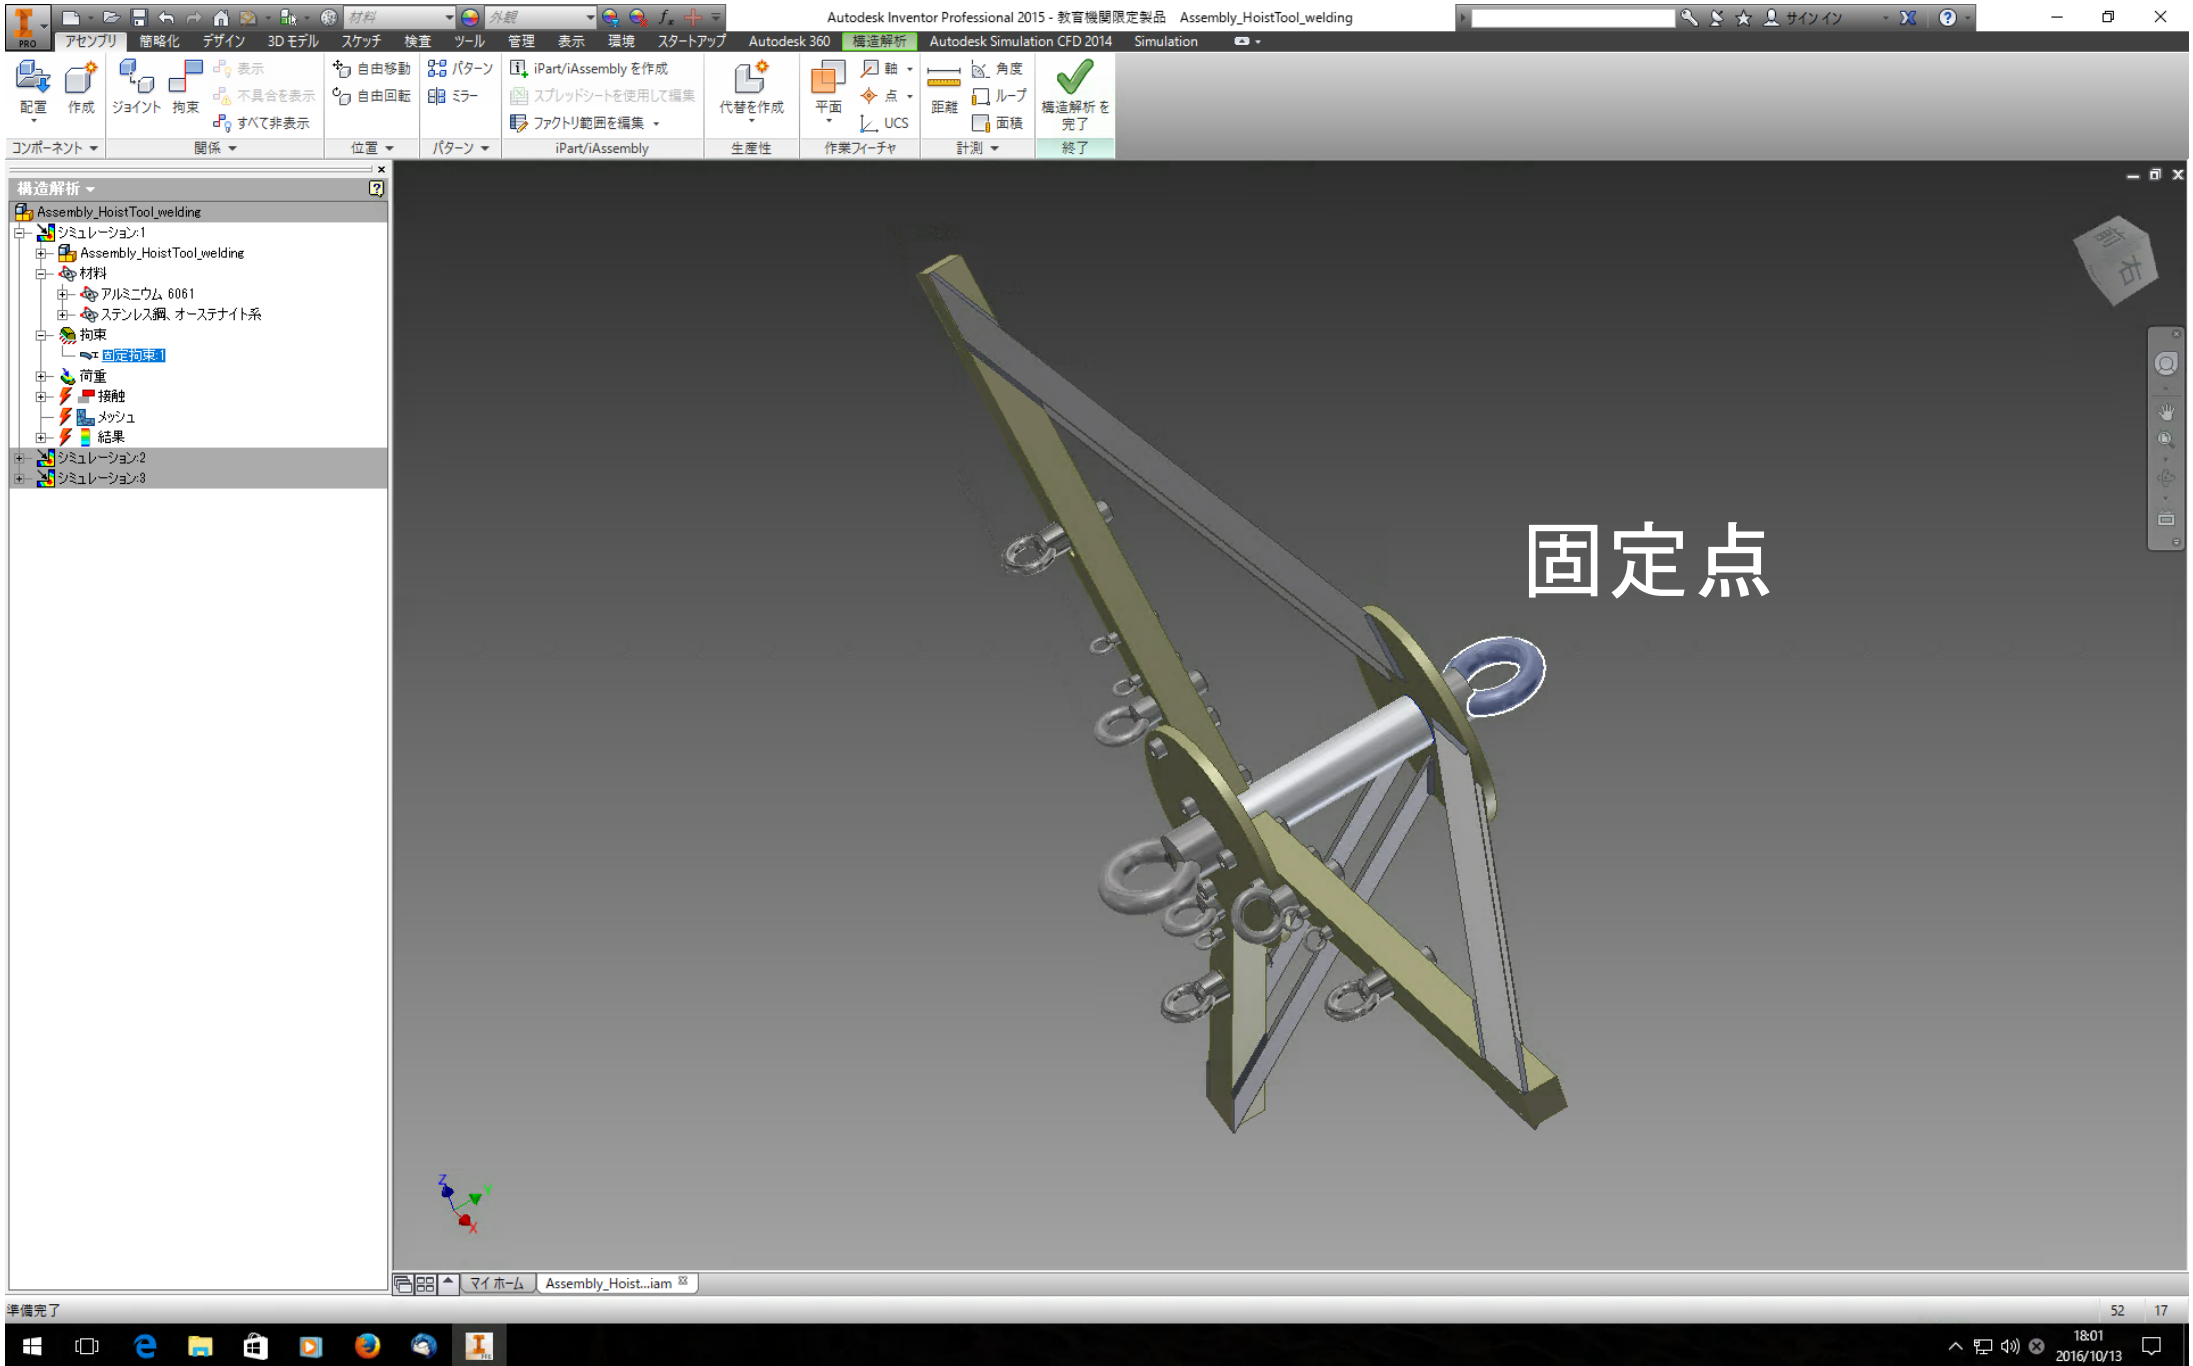 材料
外観
Autodesk Inventor Professional 2015 - 教育機関限定製品 Assembly_HoistTool_welding
サインイン
PRO
アセンブリ 簡略化 デザイン 3D モデル スケッチ 検査 ツール 管理 表示 環境 スタートアップ Autodesk 360 構造解析 Autodesk Simulation CFD 2014 Simulation
配置
作成
ジョイント
拘束
表示
不具合を表示
すべて非表示
自由移動
自由回転
パターン
ミラー
iPart/iAssembly を作成
スプレッドシートを使用して編集
ファクトリ範囲を編集
代替を作成
平面
軸
点
UCS
距離
角度
ループ
面積
構造解析 を
完了
コンポーネント 関係 位置 パターン iPart/iAssembly 生産性 作業フィーチャ 計測 終了
構造解析
Assembly_HoistTool_welding
シミュレーション:1
Assembly_HoistTool_welding
材料
アルミニウム 6061
ステンレス鋼、オーステナイト系
拘束
固定拘束:1
荷重
接触
メッシュ
結果
シミュレーション:2
シミュレーション:3
前
右
固定点
Z
Y
X
マイ ホーム
Assembly_Hoist...iam
準備完了
52 17
18:01
2016/10/13